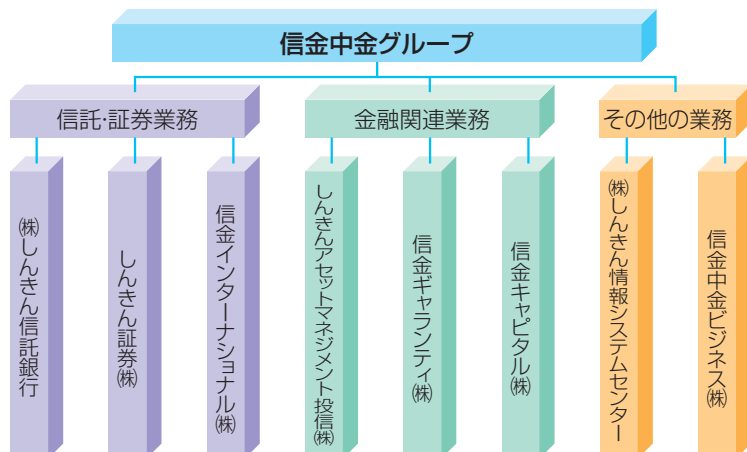 信金中金グループ
信託・証券業務
金融関連業務
その他の業務
㈱しんきん信託銀行
しんきん証券㈱
信金インターナショナル㈱
しんきんアセットマネジメント投信㈱
信金ギャランティ㈱
信金キャピタル㈱
㈱しんきん情報システムセンター
信金中金ビジネス㈱